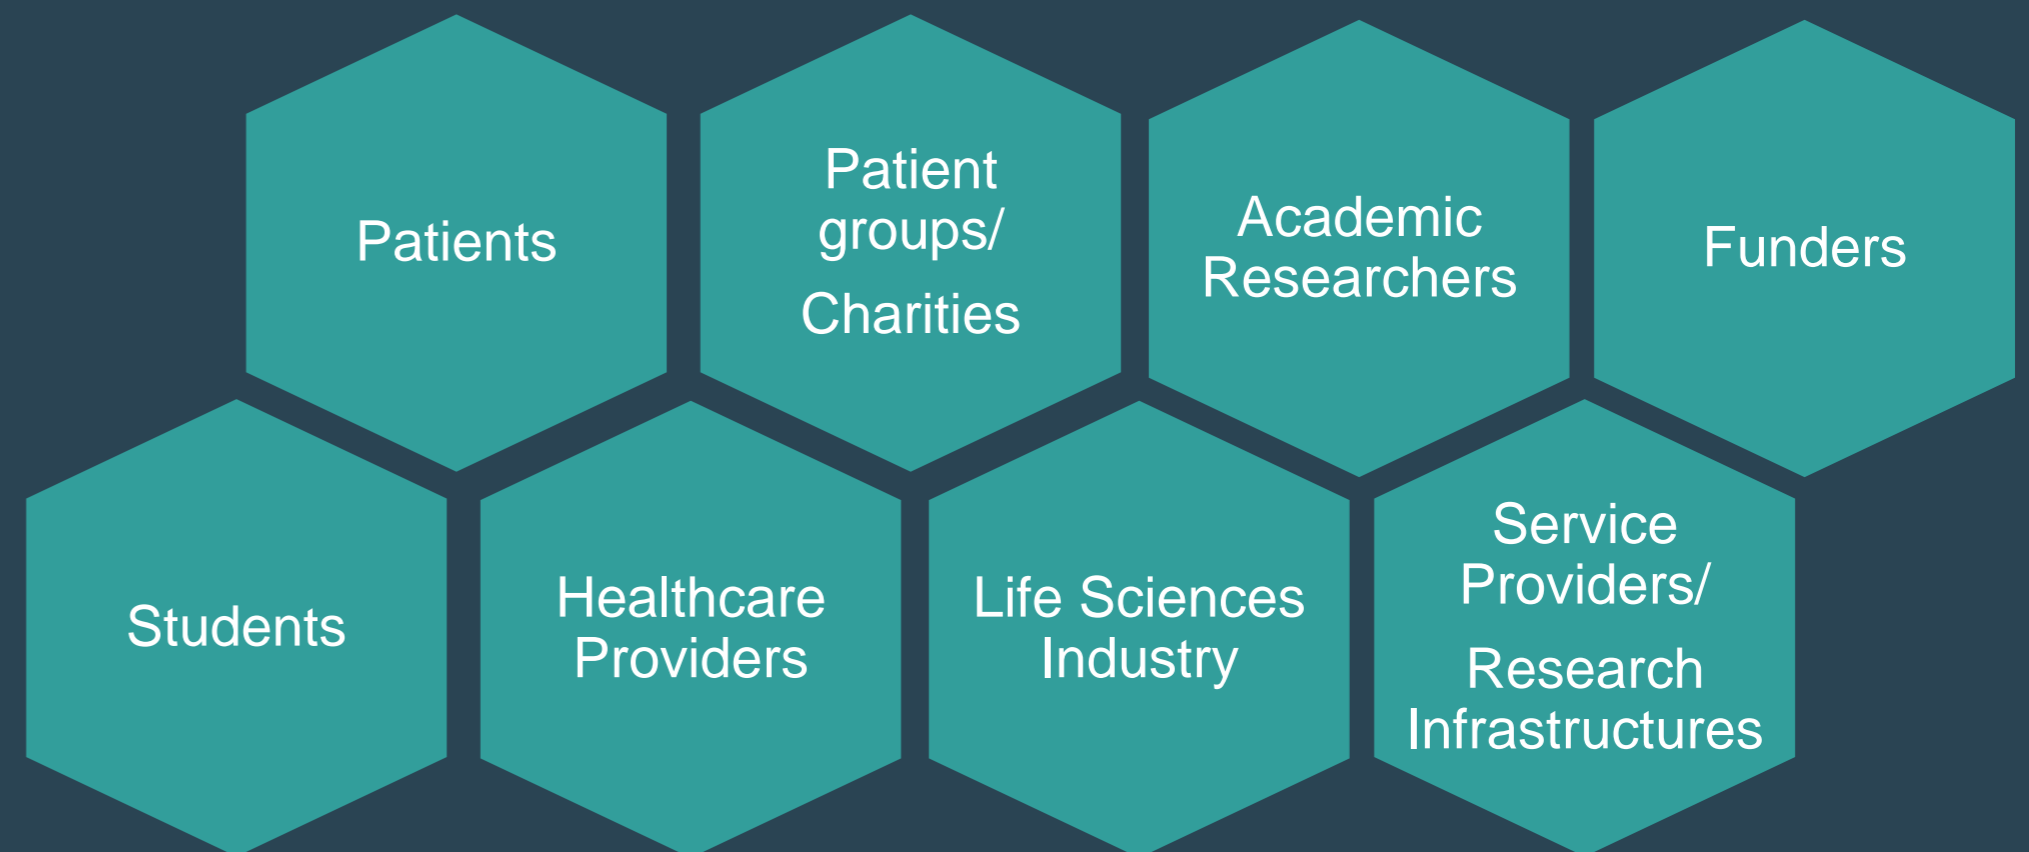 Patients
Patient
groups/
Charities
Academic
Researchers
Funders
Students
Healthcare
Providers
Life Sciences
Industry
Service
Providers/
Research
Infrastructures